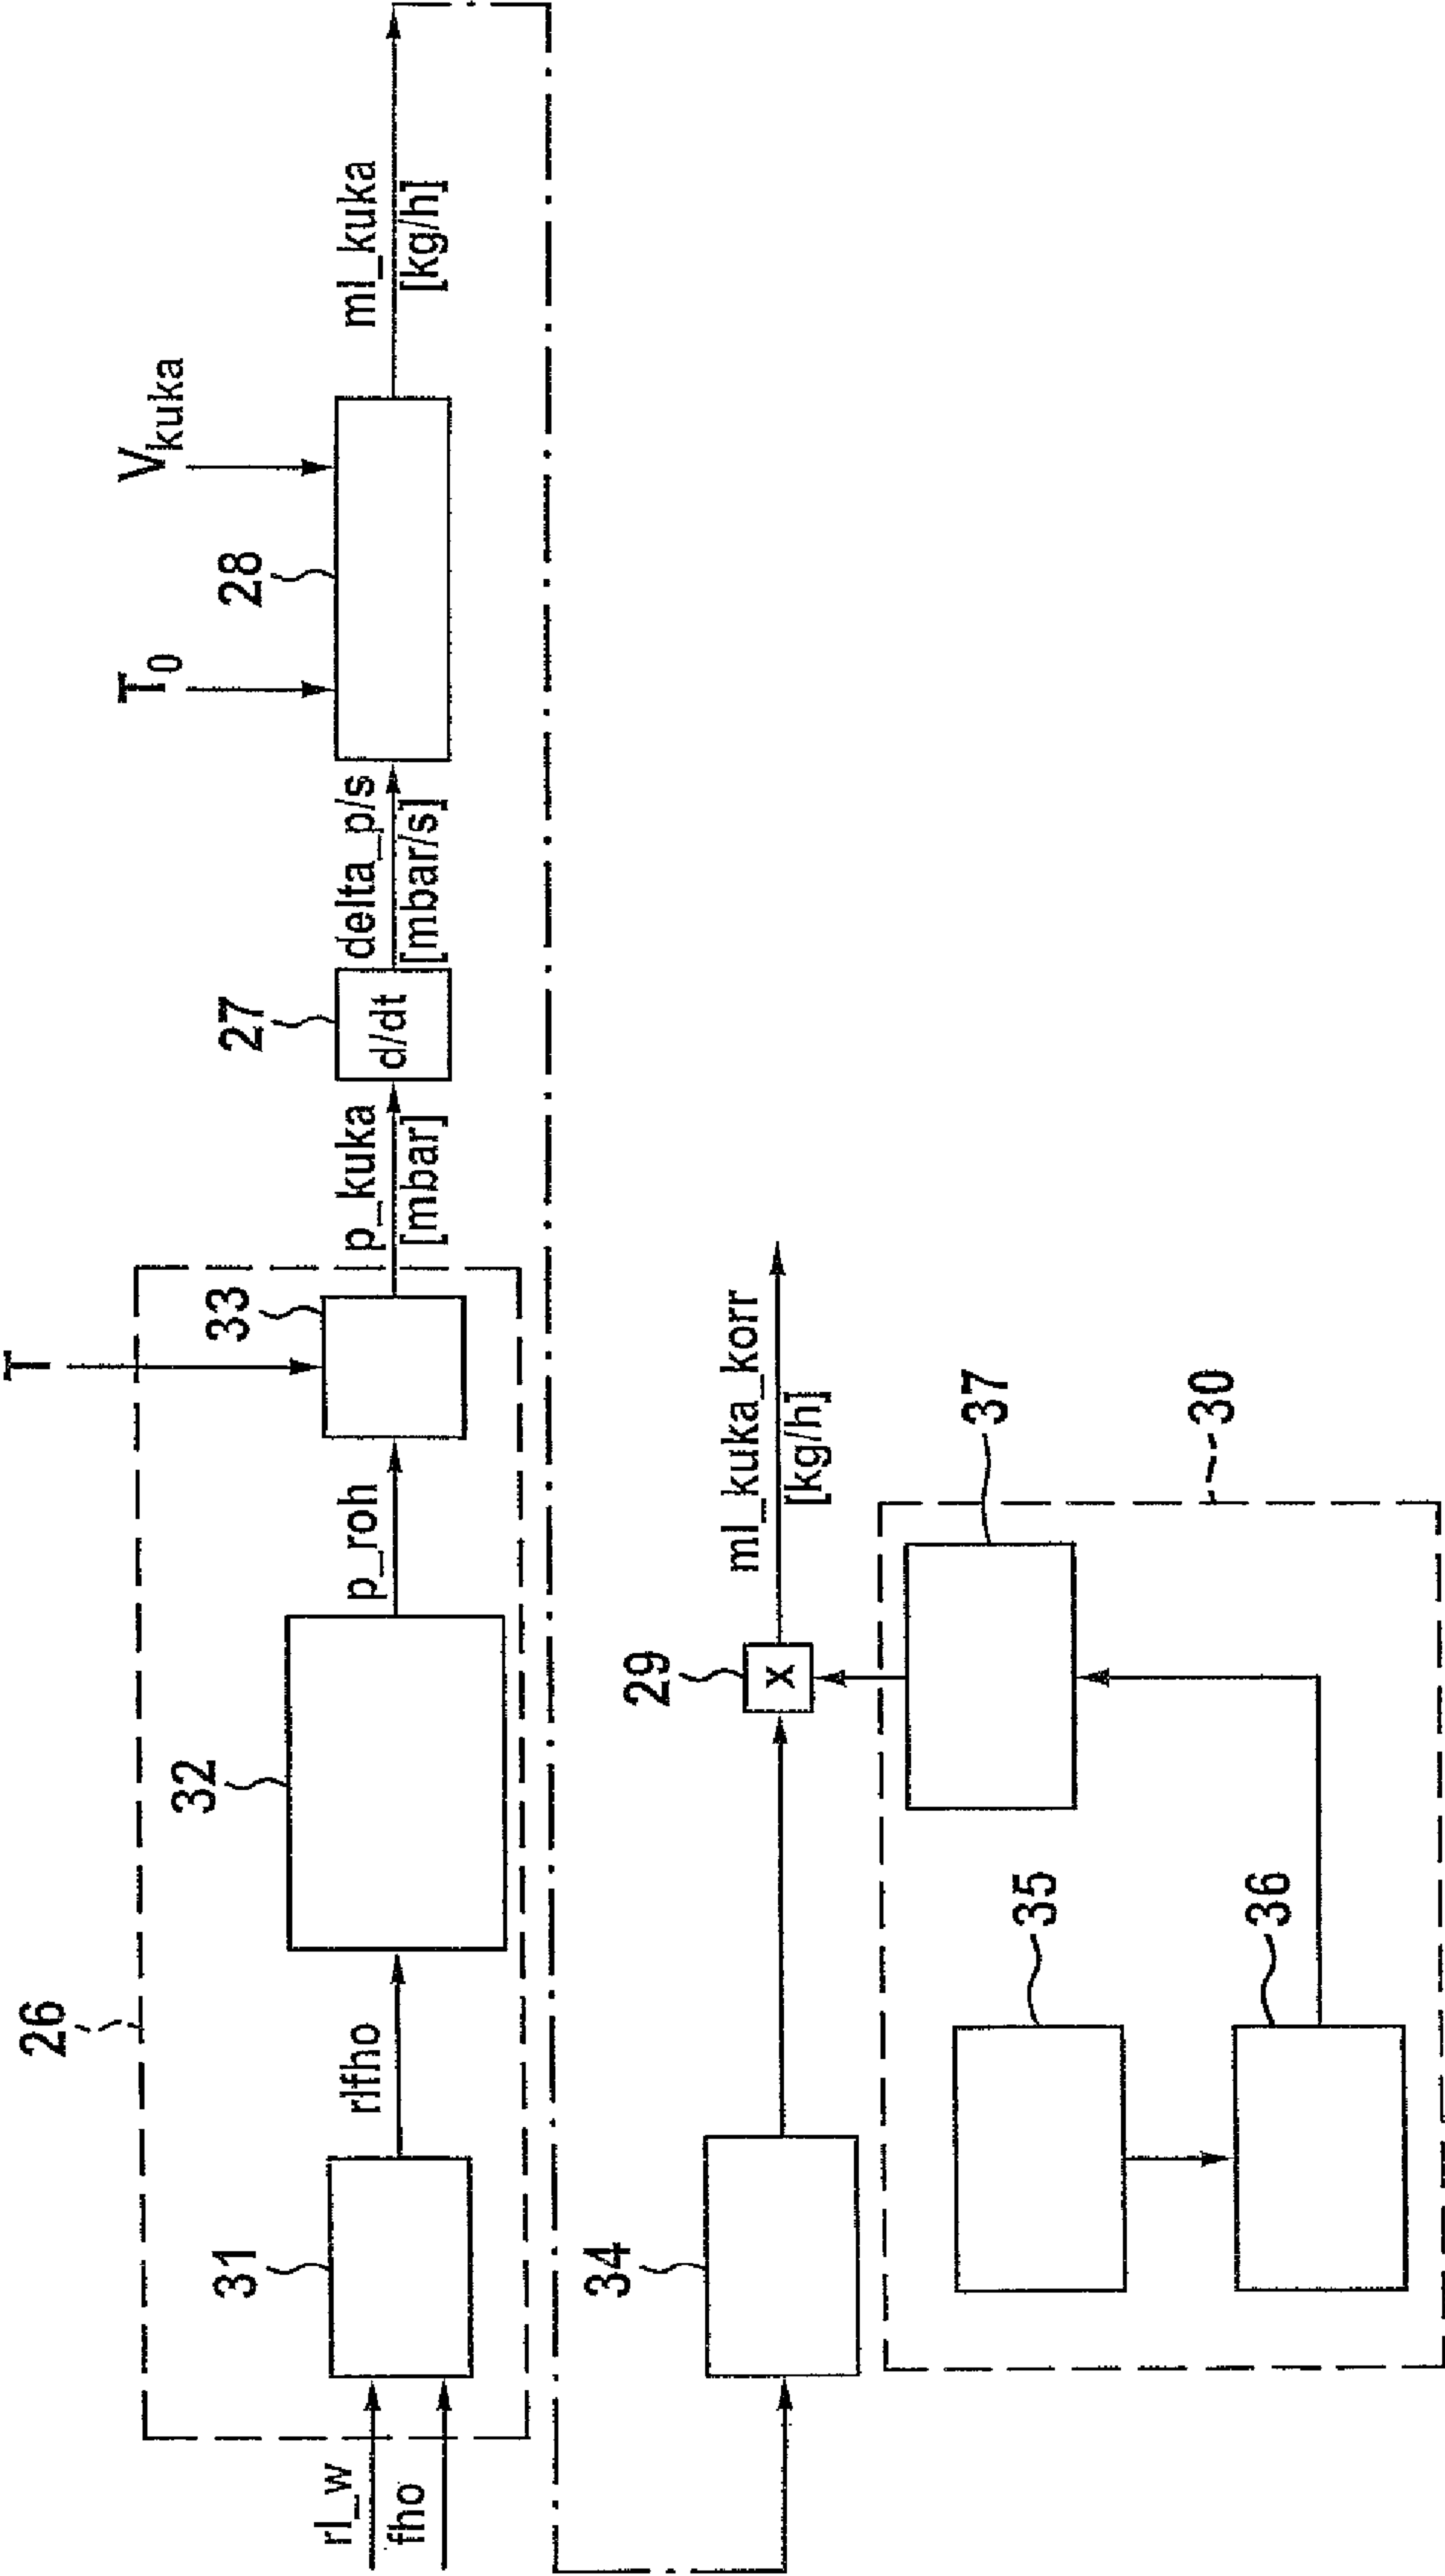 rl_w
fho
26
31
rlfho
32
p_roh
33
T
p_kuka
[mbar]
27
d/dt
delta_p/s
[mbar/s]
28
T0
Vkuka
ml_kuka
[kg/h]
34
29
x
ml_kuka_korr
[kg/h]
35
36
37
30